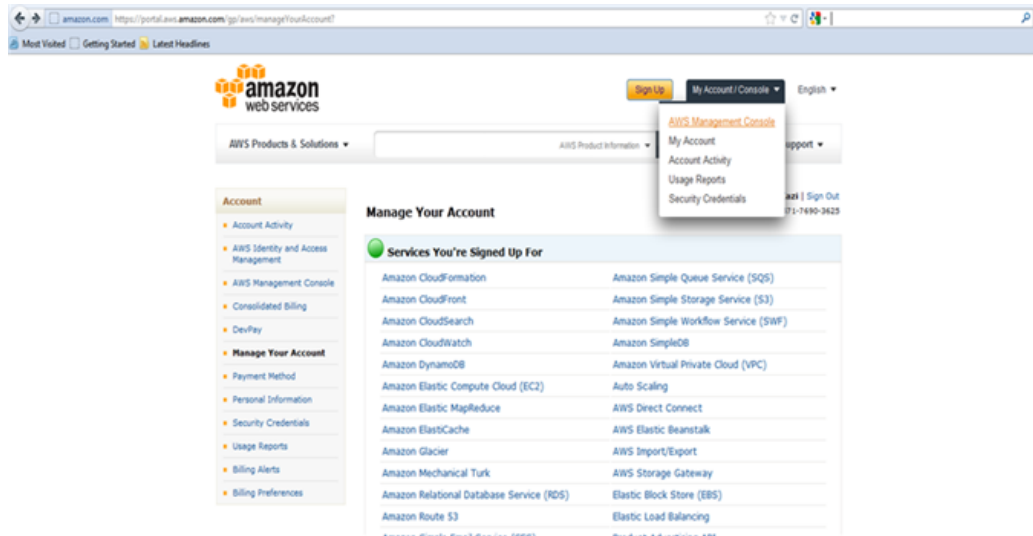 amazon.com https://portal.aws.amazon.com/gp/aws/manageYourAccount?
Most Visited Getting Started Latest Headlines
amazon
web services
Sign Up My Account / Console English
AWS Management Console
My Account
Account Activity
Usage Reports
Security Credentials
AWS Products & Solutions AWS Product Information upport
azi | Sign Out
71-7690-3625
Account
Account Activity
AWS Identity and Access
Management
AWS Management Console
Consolidated Billing
DevPay
Manage Your Account
Payment Method
Personal Information
Security Credentials
Usage Reports
Billing Alerts
Billing Preferences
Manage Your Account
Services You're Signed Up For
Amazon CloudFormation
Amazon CloudFront
Amazon CloudSearch
Amazon CloudWatch
Amazon DynamoDB
Amazon Elastic Compute Cloud (EC2)
Amazon Elastic MapReduce
Amazon ElastiCache
Amazon Glacier
Amazon Mechanical Turk
Amazon Relational Database Service (RDS)
Amazon Route 53
Amazon Simple Queue Service (SQS)
Amazon Simple Storage Service (S3)
Amazon Simple Workflow Service (SWF)
Amazon SimpleDB
Amazon Virtual Private Cloud (VPC)
Auto Scaling
AWS Direct Connect
AWS Elastic Beanstalk
AWS Import/Export
AWS Storage Gateway
Elastic Block Store (EBS)
Elastic Load Balancing